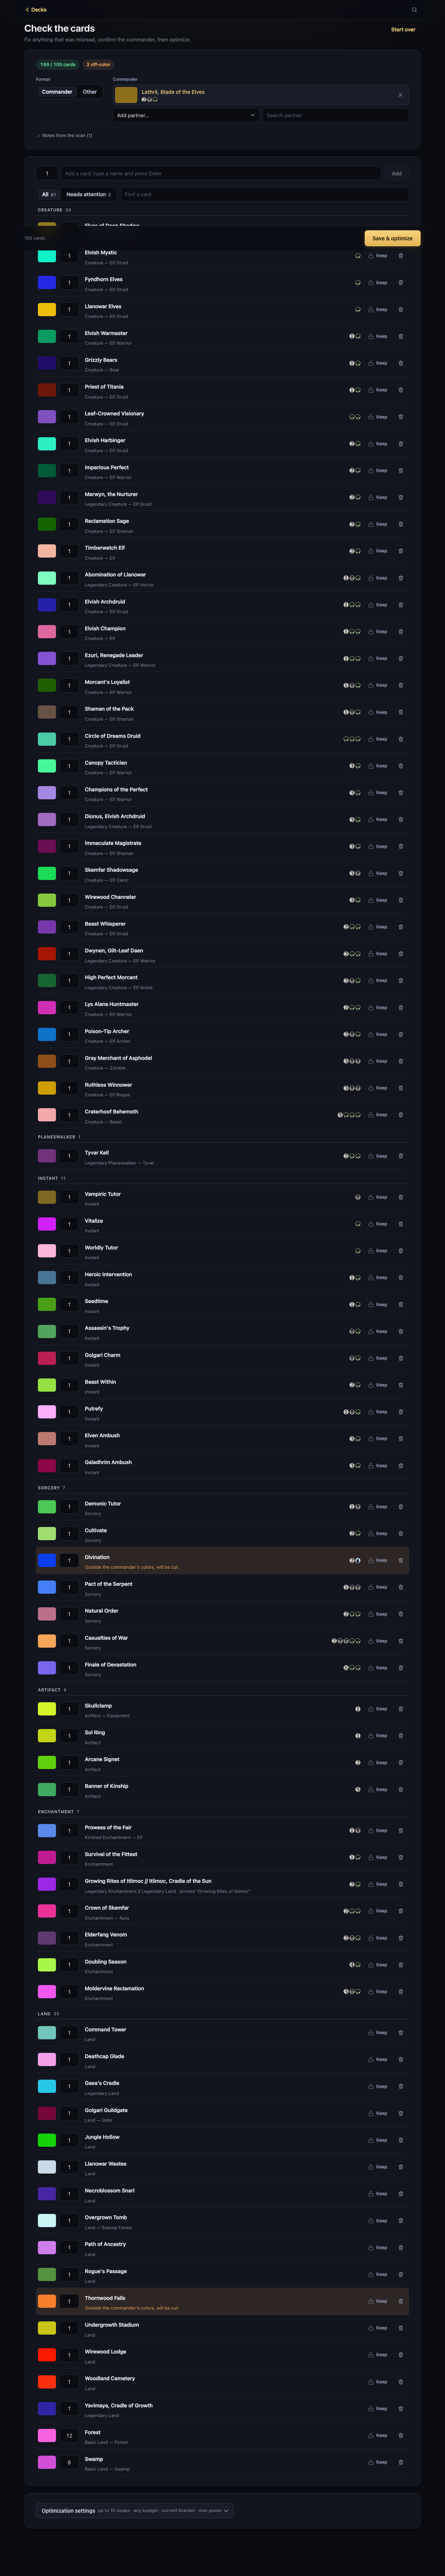 Decks
Check the cards
Fix anything that was misread, confirm the commander, then optimize.
Start over
100 / 100 cards
2 off-color
Format
Commander
Commander
Other
Lathril, Blade of the Elves
Add partner...
Search partner
Notes from the scan (1)
1
Add a card: type a name and press Enter
Add
All 81
Needs attention 2
Find a card
CREATURE 34
100 cards
Save & optimize
1 Elvish Mystic Keep
Creature — Elf Druid
1 Fyndhorn Elves Keep
Creature — Elf Druid
1 Llanowar Elves Keep
Creature — Elf Druid
1 Elvish Warmaster Keep
Creature — Elf Warrior
1 Grizzly Bears Keep
Creature — Bear
1 Priest of Titania Keep
Creature — Elf Druid
1 Leaf-Crowned Visionary Keep
Creature — Elf Druid
1 Elvish Harbinger Keep
Creature — Elf Druid
1 Imperious Perfect Keep
Creature — Elf Warrior
1 Marwyn, the Nurturer Keep
Legendary Creature — Elf Druid
1 Reclamation Sage Keep
Creature — Elf Shaman
1 Timberwatch Elf Keep
Creature — Elf
1 Abomination of Llanowar Keep
Legendary Creature — Elf Horror
1 Elvish Archdruid Keep
Creature — Elf Druid
1 Elvish Champion Keep
Creature — Elf
1 Ezuri, Renegade Leader Keep
Legendary Creature — Elf Warrior
1 Morcant's Loyalist Keep
Creature — Elf Warrior
1 Shaman of the Pack Keep
Creature — Elf Shaman
1 Circle of Dreams Druid Keep
Creature — Elf Druid
1 Canopy Tactician Keep
Creature — Elf Warrior
1 Champions of the Perfect Keep
Creature — Elf Warrior
1 Dionus, Elvish Archdruid Keep
Legendary Creature — Elf Druid
1 Immaculate Magistrate Keep
Creature — Elf Shaman
1 Skemfar Shadowsage Keep
Creature — Elf Cleric
1 Wirewood Channeler Keep
Creature — Elf Druid
1 Beast Whisperer Keep
Creature — Elf Druid
1 Dwynen, Gilt-Leaf Daen Keep
Legendary Creature — Elf Warrior
1 High Perfect Morcant Keep
Legendary Creature — Elf Noble
1 Lys Alana Huntmaster Keep
Creature — Elf Warrior
1 Poison-Tip Archer Keep
Creature — Elf Archer
1 Gray Merchant of Asphodel Keep
Creature — Zombie
1 Ruthless Winnower Keep
Creature — Elf Rogue
1 Craterhoof Behemoth Keep
Creature — Beast
PLANESWALKER 1
1 Tyvar Kell Keep
Legendary Planeswalker — Tyvar
INSTANT 11
1 Vampiric Tutor Keep
Instant
1 Vitalize Keep
Instant
1 Worldly Tutor Keep
Instant
1 Heroic Intervention Keep
Instant
1 Seedtime Keep
Instant
1 Assassin's Trophy Keep
Instant
1 Golgari Charm Keep
Instant
1 Beast Within Keep
Instant
1 Putrefy Keep
Instant
1 Elven Ambush Keep
Instant
1 Galadhrim Ambush Keep
Instant
SORCERY 7
1 Demonic Tutor Keep
Sorcery
1 Cultivate Keep
Sorcery
1 Divination Keep
Outside the commander's colors, will be cut.
1 Pact of the Serpent Keep
Sorcery
1 Natural Order Keep
Sorcery
1 Casualties of War Keep
Sorcery
1 Finale of Devastation Keep
Sorcery
ARTIFACT 4
1 Skullclamp Keep
Artifact — Equipment
1 Sol Ring Keep
Artifact
1 Arcane Signet Keep
Artifact
1 Banner of Kinship Keep
Artifact
ENCHANTMENT 7
1 Prowess of the Fair Keep
Kindred Enchantment — Elf
1 Survival of the Fittest Keep
Enchantment
1 Growing Rites of Itlimoc // Itlimoc, Cradle of the Sun Keep
Legendary Enchantment // Legendary Land · printed "Growing Rites of Itlimoc"
1 Crown of Skemfar Keep
Enchantment — Aura
1 Elderfang Venom Keep
Enchantment
1 Doubling Season Keep
Enchantment
1 Moldervine Reclamation Keep
Enchantment
LAND 35
1 Command Tower Keep
Land
1 Deathcap Glade Keep
Land
1 Gaea's Cradle Keep
Legendary Land
1 Golgari Guildgate Keep
Land — Gate
1 Jungle Hollow Keep
Land
1 Llanowar Wastes Keep
Land
1 Necroblossom Snarl Keep
Land
1 Overgrown Tomb Keep
Land — Swamp Forest
1 Path of Ancestry Keep
Land
1 Rogue's Passage Keep
Land
1 Thornwood Falls Keep
Outside the commander's colors, will be cut.
1 Undergrowth Stadium Keep
Land
1 Wirewood Lodge Keep
Land
1 Woodland Cemetery Keep
Land
1 Yavimaya, Cradle of Growth Keep
Legendary Land
12 Forest Keep
Basic Land — Forest
8 Swamp Keep
Basic Land — Swamp
Optimization settings up to 15 swaps · any budget · current bracket · max power